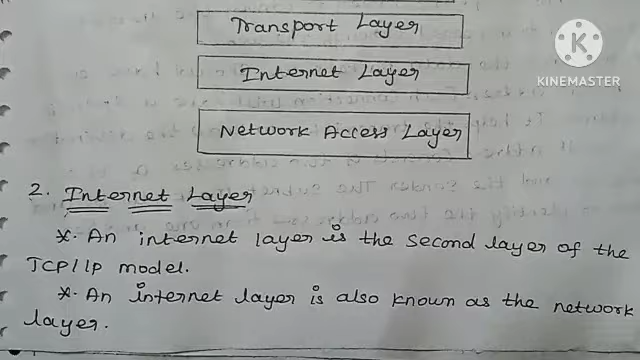 Transport Layer
Internet Layer
Network Access Layer
KINEMASTER
2. Internet Layer
*. An internet layer is the second layer of the
TCP/IP model.
*. An internet layer is also known as the network
layer.